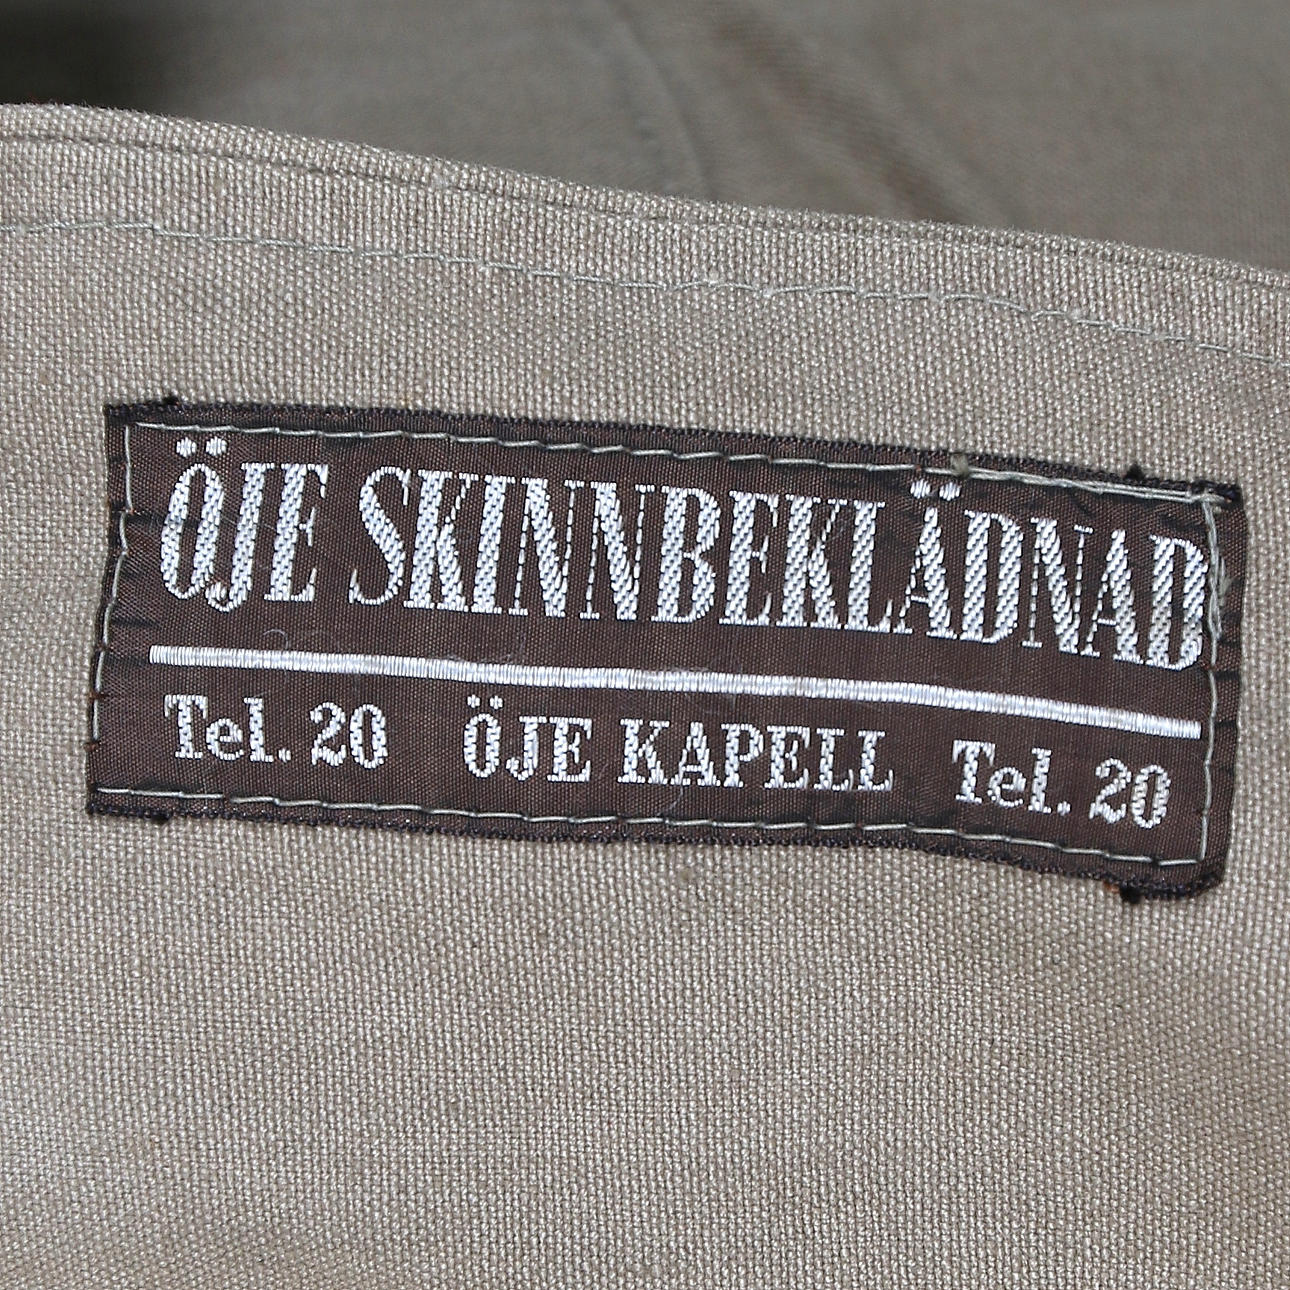 ÖJE SKINNBEKLÄDNAD
Tel. 20 ÖJE KAPELL Tel. 20